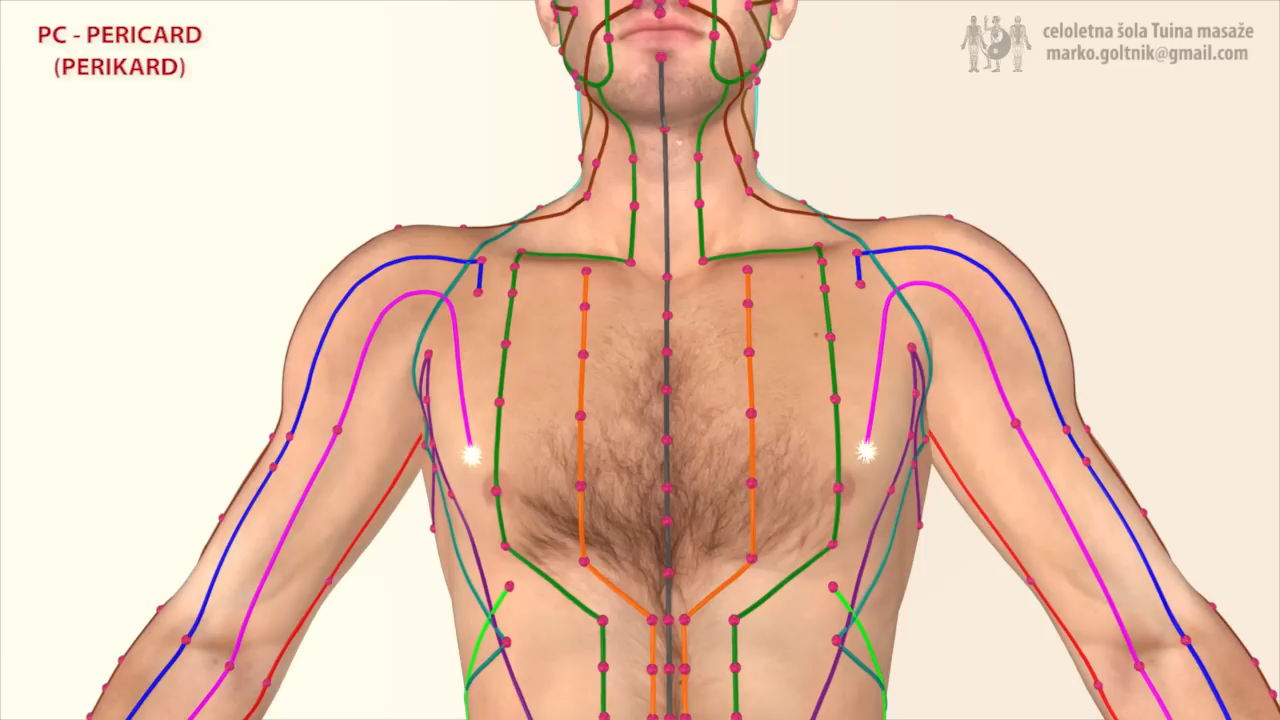 PC - PERICARD
(PERIKARD)
celoletna šola Tuina masaže
marko.goltnik@gmail.com